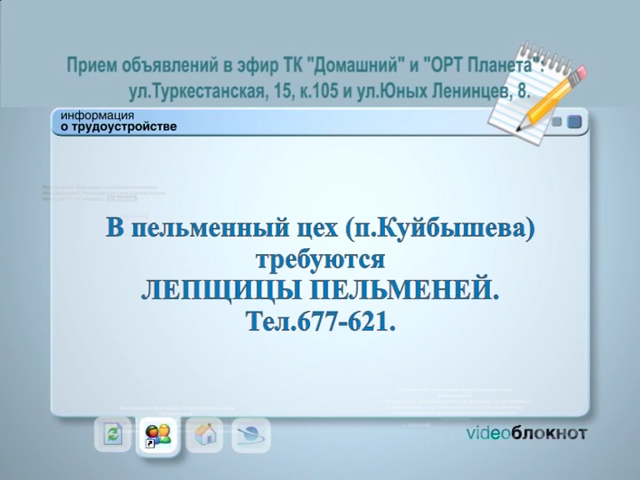 Прием объявлений в эфир ТК "Домашний" и "ОРТ Планета":
ул.Туркестанская, 15, к.105 и ул.Юных Ленинцев, 8.
информация
о трудоустройстве
В пельменный цех (п.Куйбышева)
требуются
ЛЕПЩИЦЫ ПЕЛЬМЕНЕЙ.
Тел.677-621.
videoблокнот